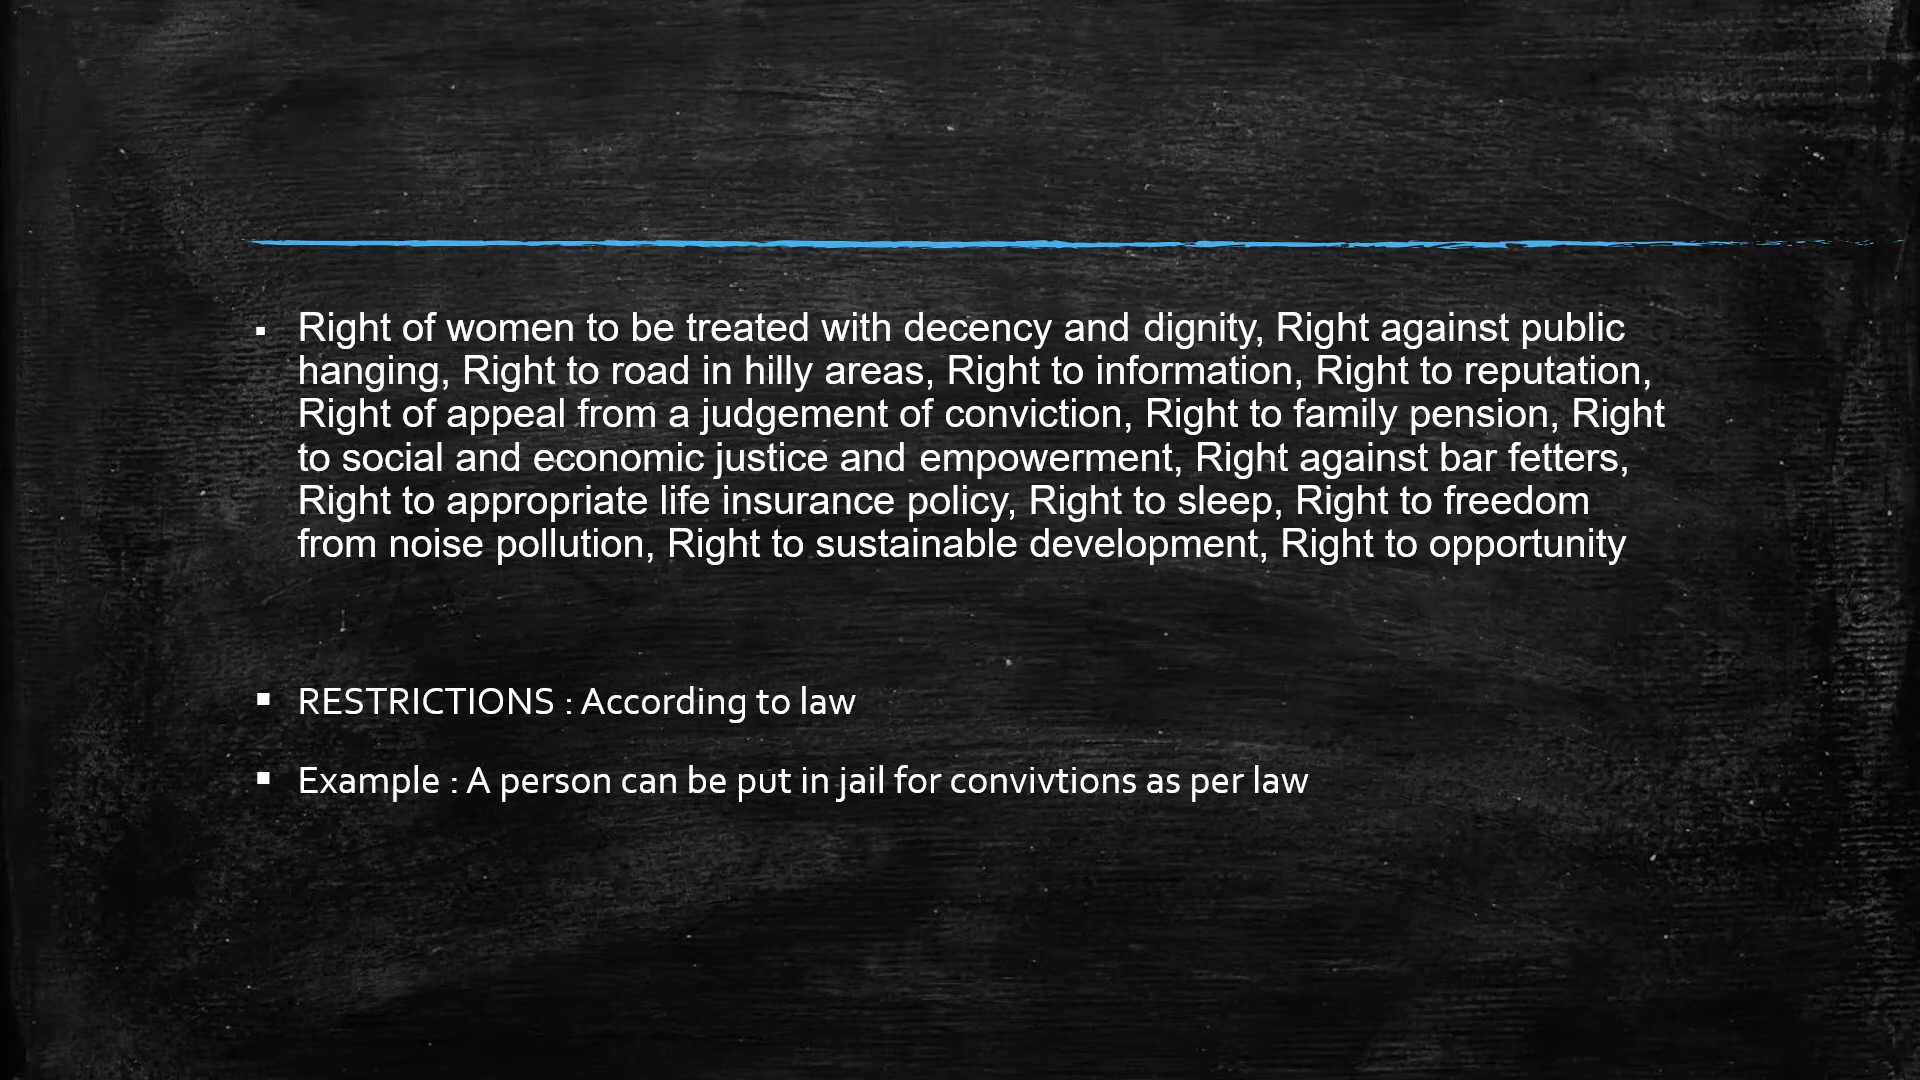 ▪ Right of women to be treated with decency and dignity, Right against public
hanging, Right to road in hilly areas, Right to information, Right to reputation,
Right of appeal from a judgement of conviction, Right to family pension, Right
to social and economic justice and empowerment, Right against bar fetters,
Right to appropriate life insurance policy, Right to sleep, Right to freedom
from noise pollution, Right to sustainable development, Right to opportunity
▪ RESTRICTIONS : According to law
▪ Example : A person can be put in jail for convivtions as per law